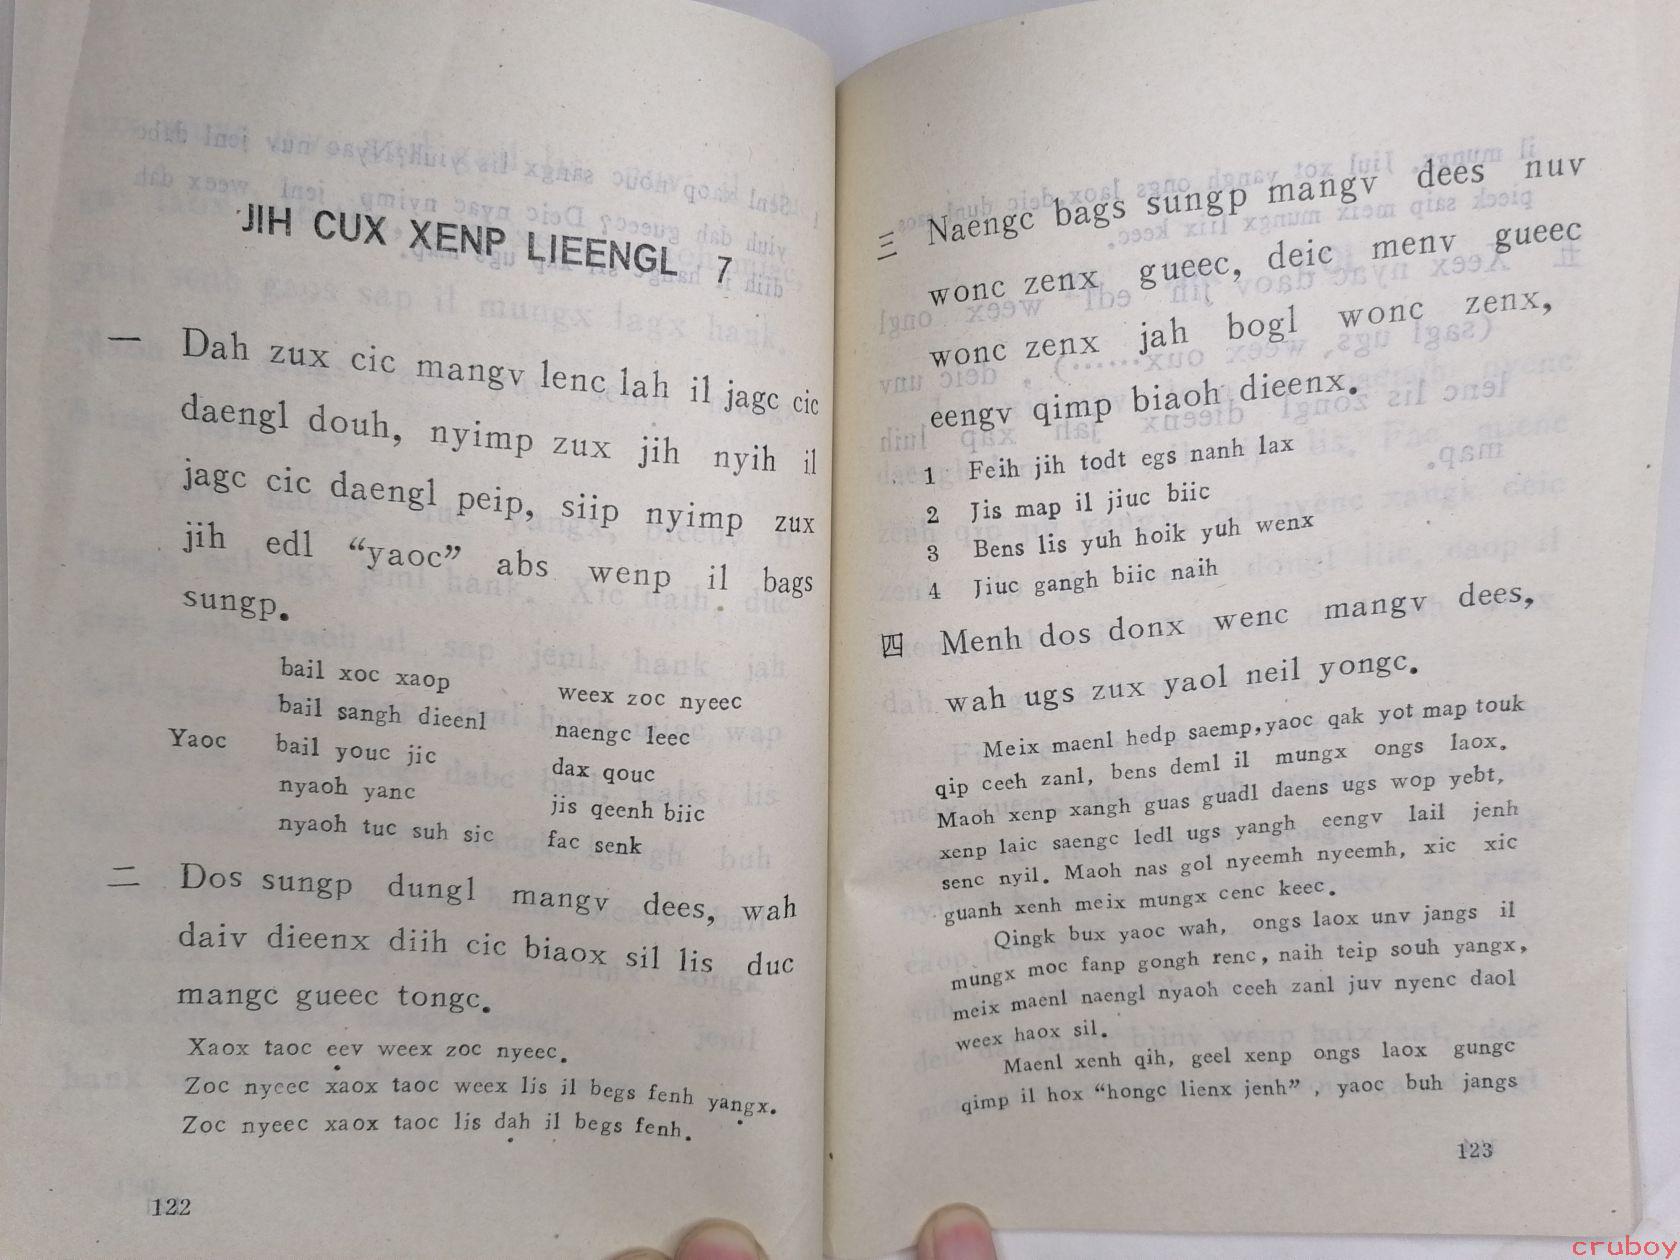 JIH CUX XENP LIEENGL 7
一 Dah zux cic mangv lenc lah il jagc cic
daengl douh, nyimp zux jih nyih il
jagc cic daengl peip, siip nyimp zux
jih edl “yaoc” abs wenp il bags
sungp.
bail xoc xaop weex zoc nyeec
bail sangh dieenl naengc leec
Yaoc bail youc jic dax qouc
nyaoh yanc jis qeenh biic
nyaoh tuc suh sic fac senk
二 Dos sungp dungl mangv dees, wah
daiv dieenx diih cic biaox sil lis duc
mangc gueec tongc.
Xaox taoc eev weex zoc nyeec.
Zoc nyeec xaox taoc weex lis il begs fenh yangx.
Zoc nyeec xaox taoc lis dah il begs fenh.
122
三 Naengc bags sungp mangv dees nuv
wonc zenx gueec, deic menv gueec
wonc zenx jah bogl wonc zenx,
eengv qimp biaoh dieenx.
1 Feih jih todt egs nanh lax
2 Jis map il jiuc biic
3 Bens lis yuh hoik yuh wenx
4 Jiuc gangh biic naih
四 Menh dos donx wenc mangv dees,
wah ugs zux yaol neil yongc.
Meix maenl hedp saemp, yaoc qak yot map touk
qip ceeh zanl, bens deml il mungx ongs laox.
Maoh xenp xangh guas guadl daens ugs wop yebt,
xenp laic saengc ledl ugs yangh eengv lail jenh
senc nyil. Maoh nas gol nyeemh nyeemh, xic xic
guanh xenh meix mungx cenc keec.
Qingk bux yaoc wah, ongs laox unv jangs il
mungx moc fanp gongh renc, naih teip souh yangx,
meix maenl naengl nyaoh ceeh zanl juv nyenc daol
weex haox sil.
Maenl xenh qih, geel xenp ongs laox gungc
qimp il hox “hongc lienx jenh”, yaoc buh jangs
123
cruboy